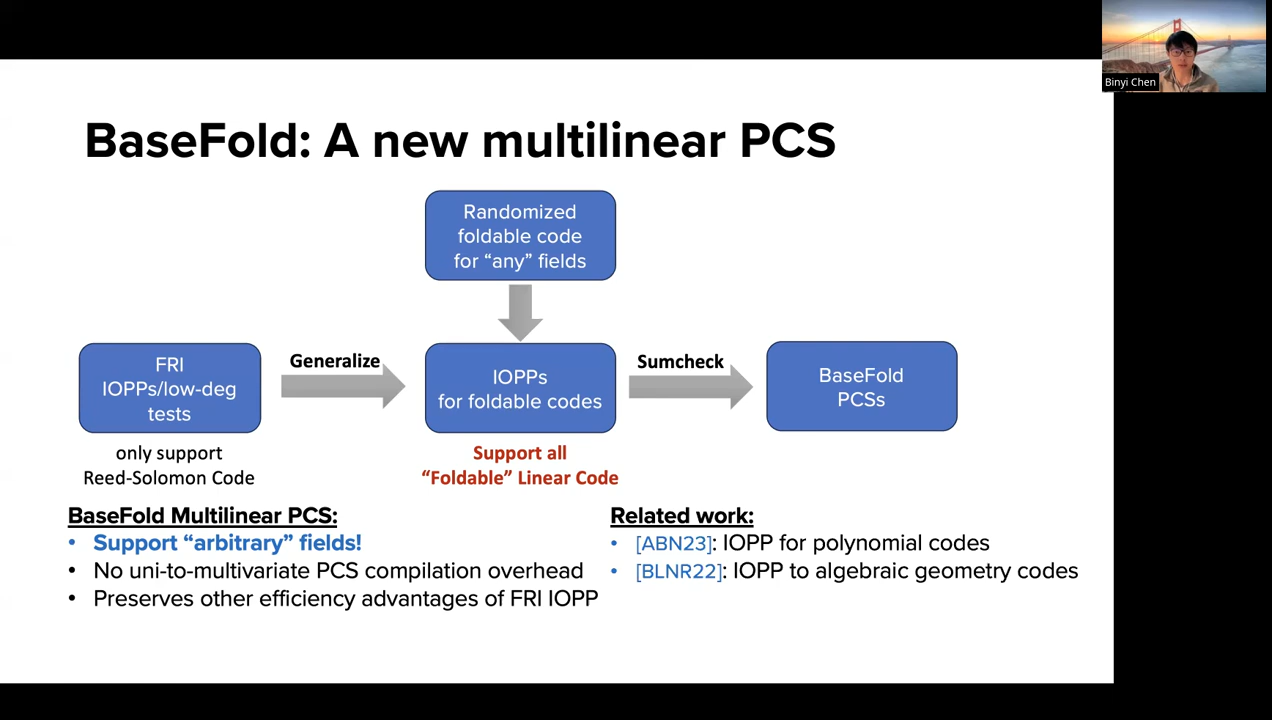 Binyi Chen
BaseFold: A new multilinear PCS
Randomized
foldable code
for “any” fields
FRI
IOPPs/low-deg
tests
Generalize
IOPPs
for foldable codes
Sumcheck
BaseFold
PCSs
only support
Reed-Solomon Code
Support all
“Foldable” Linear Code
BaseFold Multilinear PCS:
• Support “arbitrary” fields!
• No uni-to-multivariate PCS compilation overhead
• Preserves other efficiency advantages of FRI IOPP
Related work:
• [ABN23]: IOPP for polynomial codes
• [BLNR22]: IOPP to algebraic geometry codes